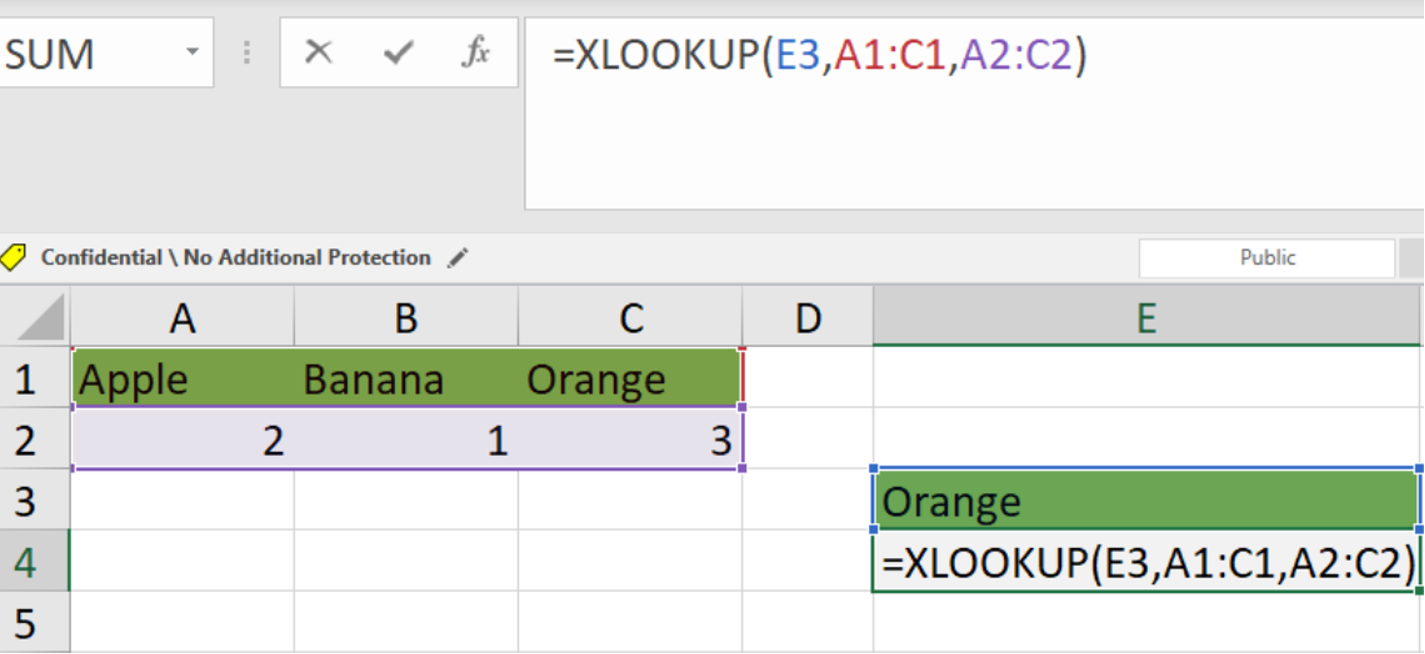 SUM fx =XLOOKUP(E3,A1:C1,A2:C2)
Confidential \ No Additional Protection Public
A B C D E
1 Apple Banana Orange
2 2 1 3
3 Orange
4 =XLOOKUP(E3,A1:C1,A2:C2)
5